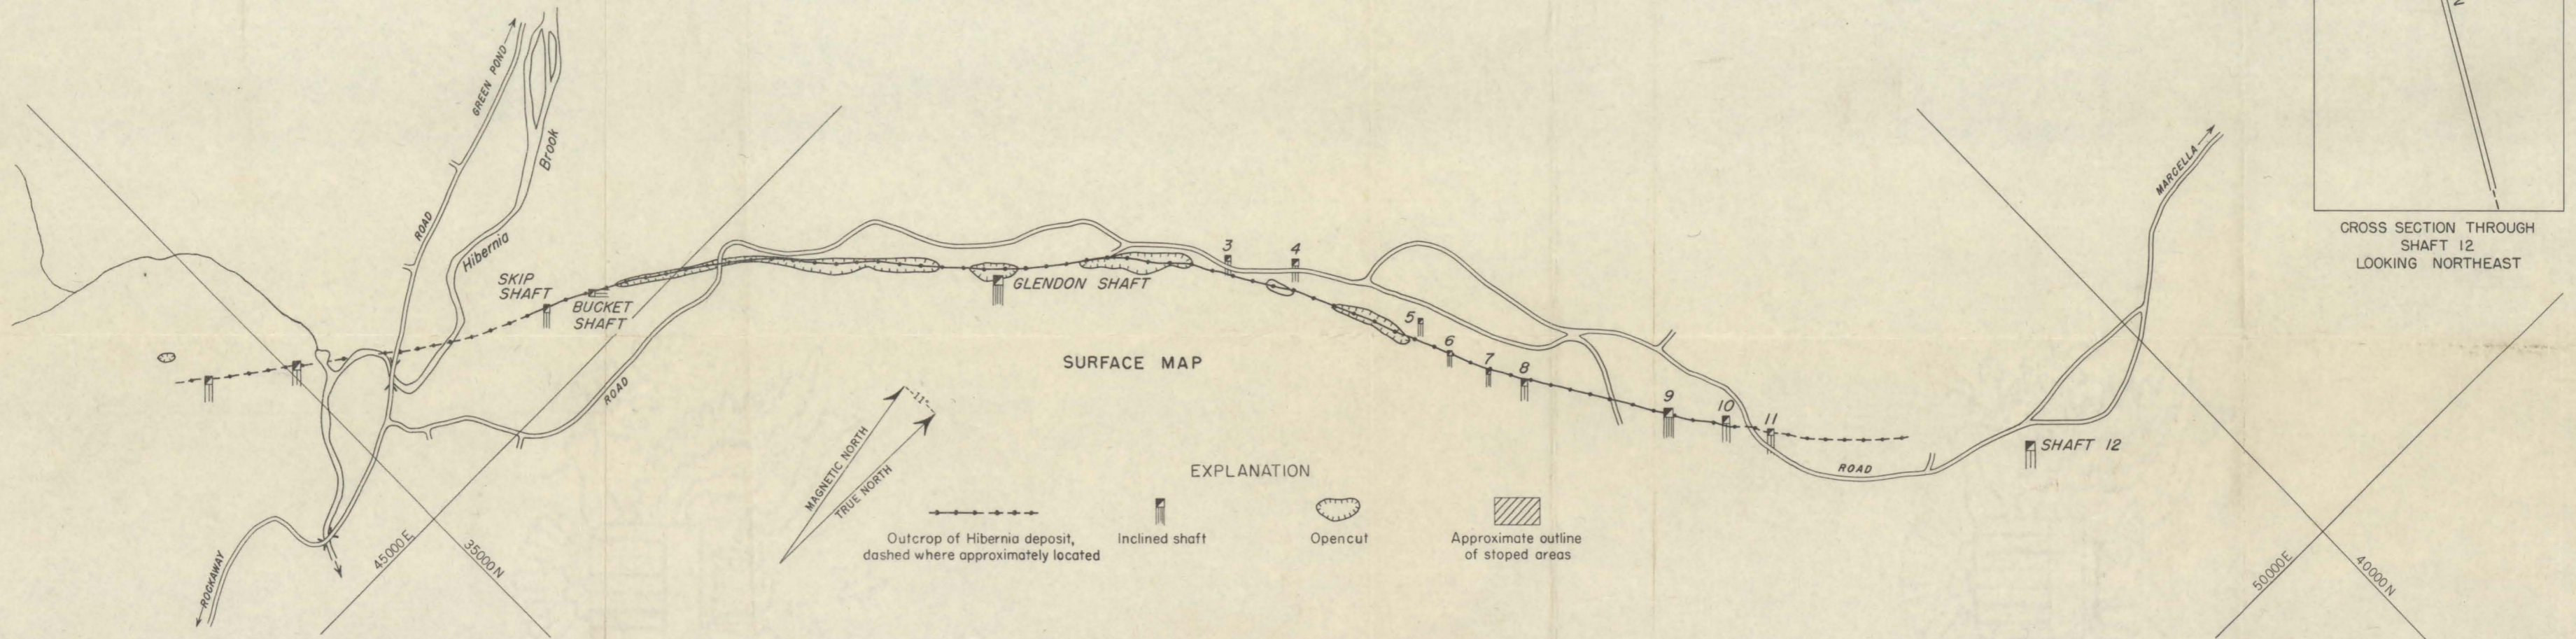 GREEN POND
ROAD
Hibernia
Brook
SKIP
SHAFT
BUCKET
SHAFT
GLENDON SHAFT
3
4
5
6
7
8
9
10
11
SHAFT 12
MARCELLA
ROAD
ROAD
ROCKAWAY
45000 E
35000N
50000E
40000N
SURFACE MAP
MAGNETIC NORTH
TRUE NORTH
11°
EXPLANATION
Outcrop of Hibernia deposit,
dashed where approximately located
Inclined shaft
Opencut
Approximate outline
of stoped areas
CROSS SECTION THROUGH
SHAFT 12
LOOKING NORTHEAST